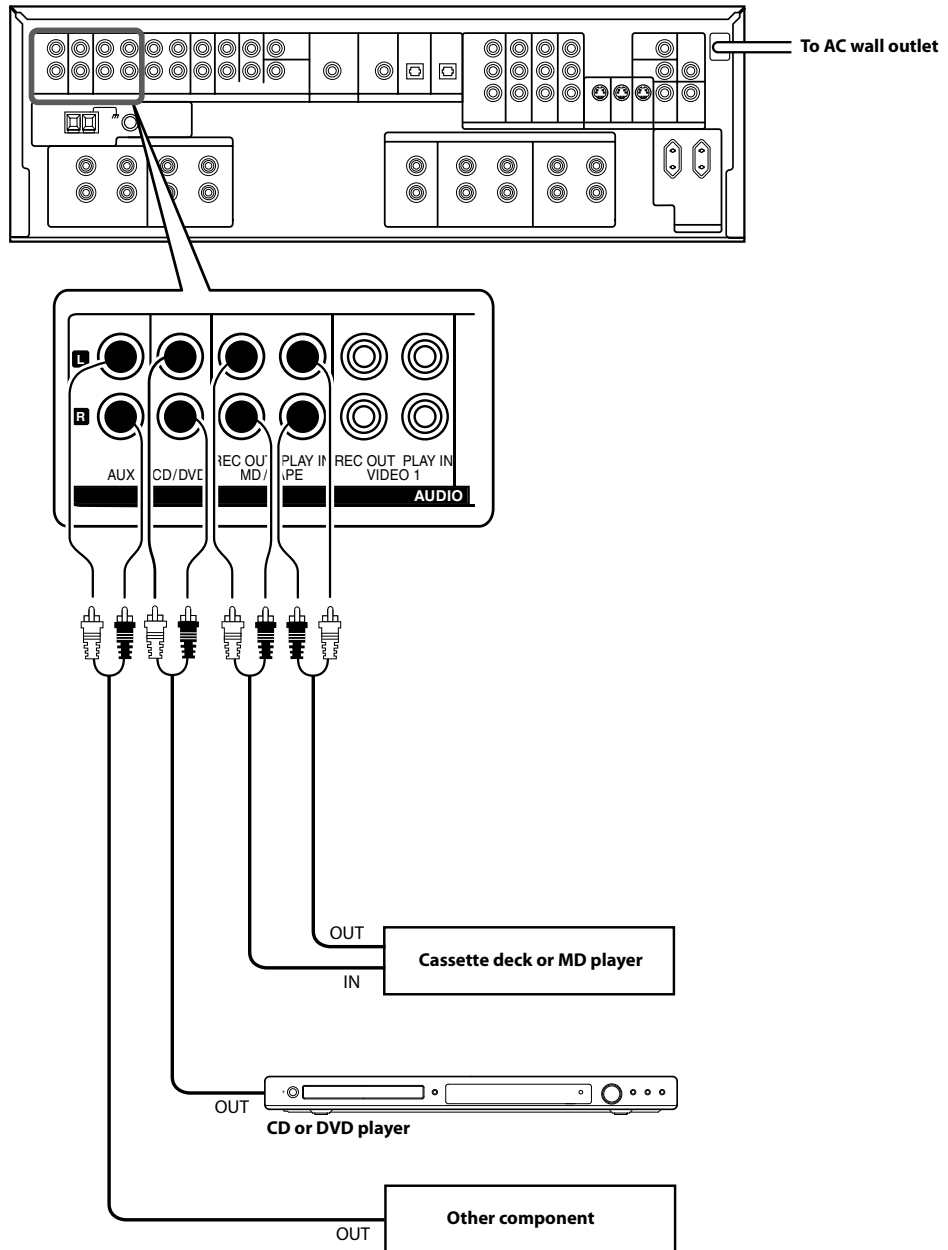 To AC wall outlet
L
R
REC OUT PLAY IN REC OUT PLAY IN
AUX CD/DVD MD/TAPE VIDEO 1
AUDIO
OUT
Cassette deck or MD player
IN
OUT
CD or DVD player
Other component
OUT